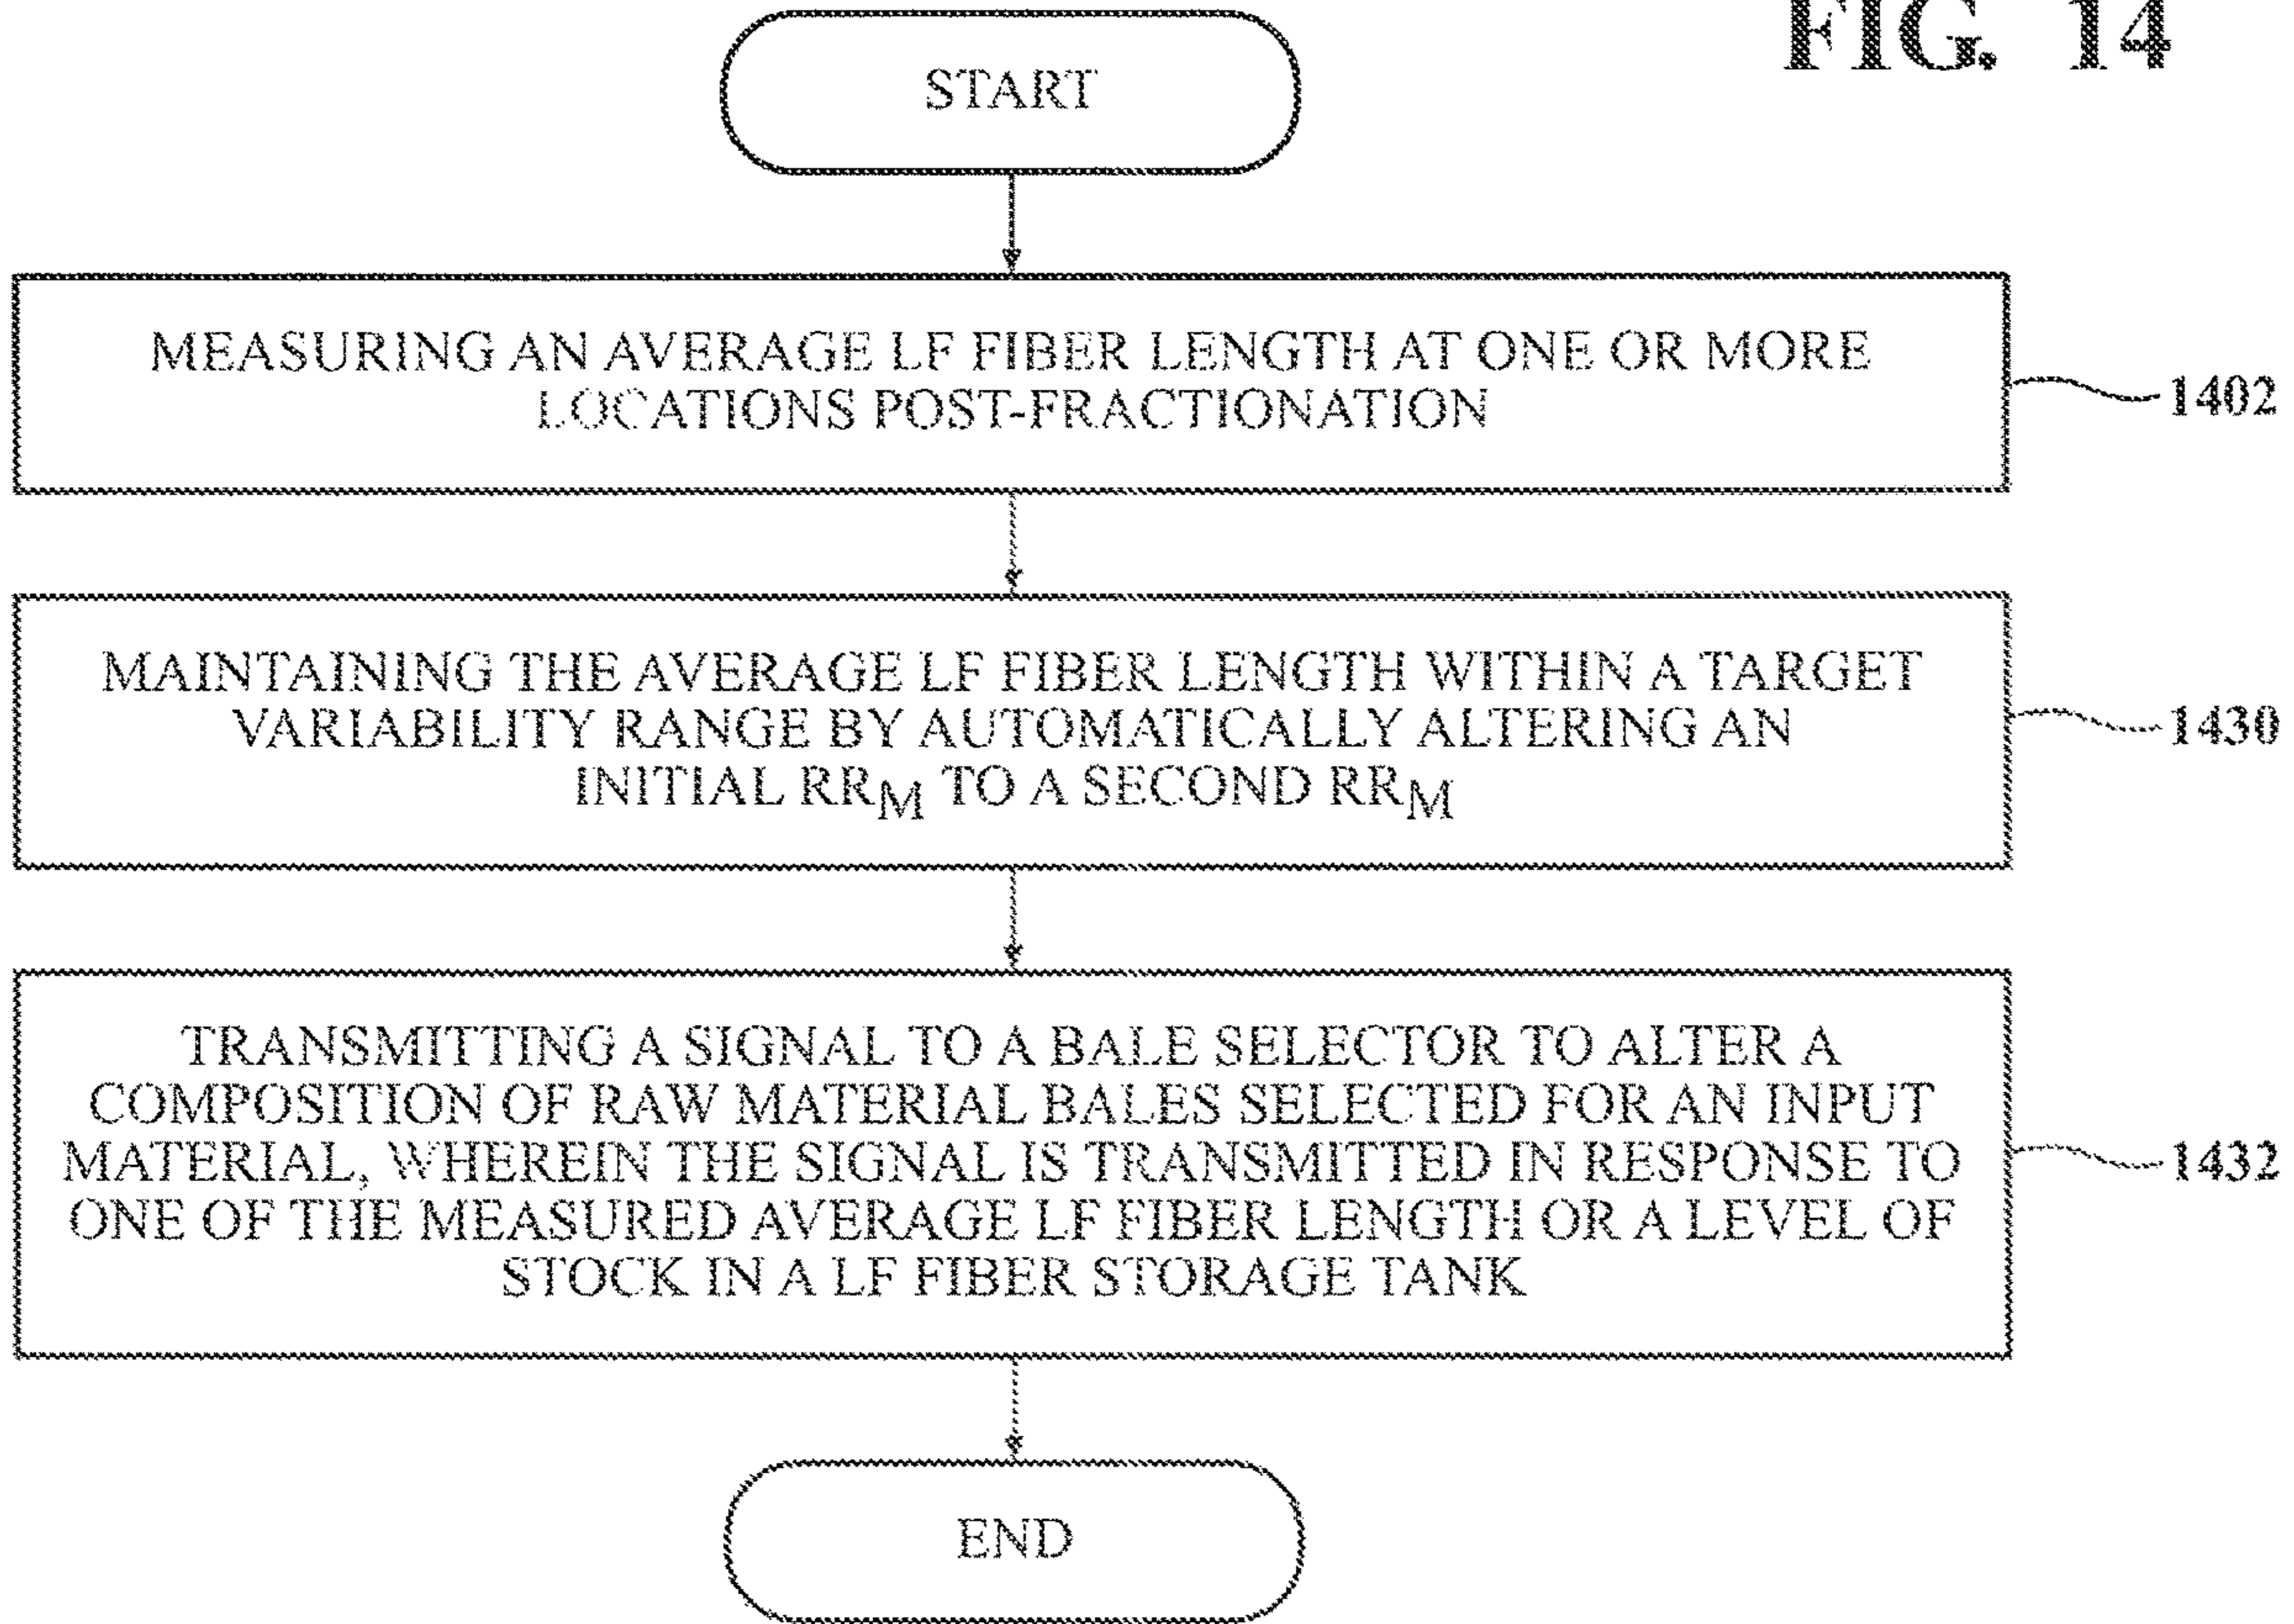 FIG. 14
START
MEASURING AN AVERAGE LF FIBER LENGTH AT ONE OR MORE
LOCATIONS POST-FRACTIONATION
1402
MAINTAINING THE AVERAGE LF FIBER LENGTH WITHIN A TARGET
VARIABILITY RANGE BY AUTOMATICALLY ALTERING AN
INITIAL RRM TO A SECOND RRM
1430
TRANSMITTING A SIGNAL TO A BALE SELECTOR TO ALTER A
COMPOSITION OF RAW MATERIAL BALES SELECTED FOR AN INPUT
MATERIAL, WHEREIN THE SIGNAL IS TRANSMITTED IN RESPONSE TO
ONE OF THE MEASURED AVERAGE LF FIBER LENGTH OR A LEVEL OF
STOCK IN A LF FIBER STORAGE TANK
1432
END